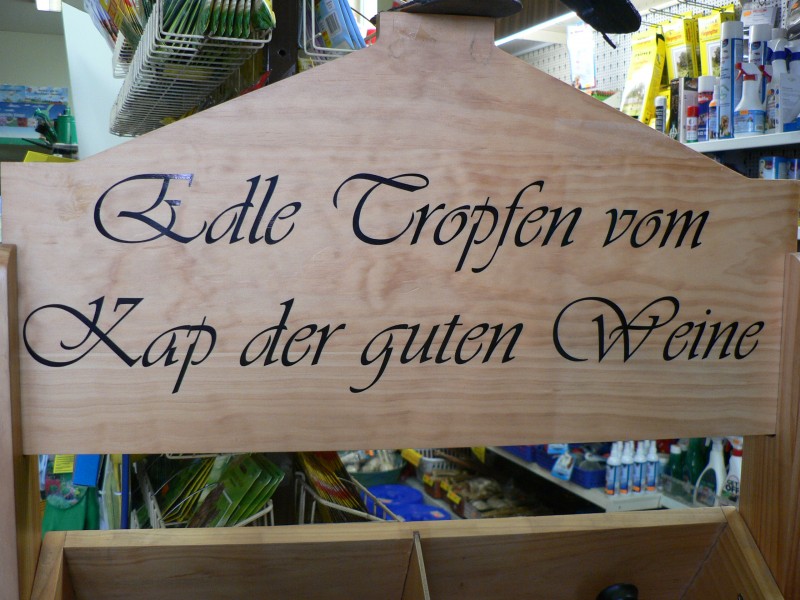 Edle Tropfen vom
Kap der guten Weine